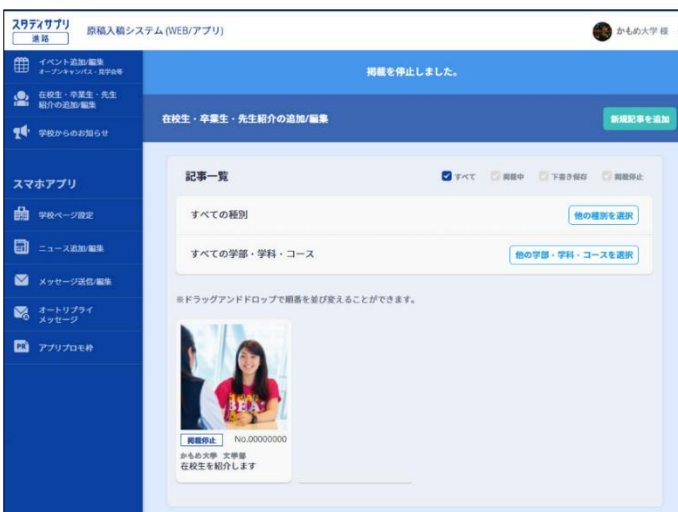 スタディサプリ
進路
原稿入稿システム (WEB/アプリ)
かもめ大学 様
イベント追加/編集
オープンキャンパス・見学会等
在校生・卒業生・先生
紹介の追加/編集
学校からのお知らせ
スマホアプリ
学校ページ設定
ニュース追加/編集
メッセージ送信/編集
オートリプライ
メッセージ
PR
アプリプロモ枠
掲載を停止しました。
在校生・卒業生・先生紹介の追加/編集
新規記事を追加
記事一覧
すべて
掲載中
下書き保存
掲載停止
すべての種別
他の種別を選択
すべての学部・学科・コース
他の学部・学科・コースを選択
※ドラッグアンドドロップで順番を並び変えることができます。
BEAT
掲載停止
No.00000000
かもめ大学 文学部
在校生を紹介します